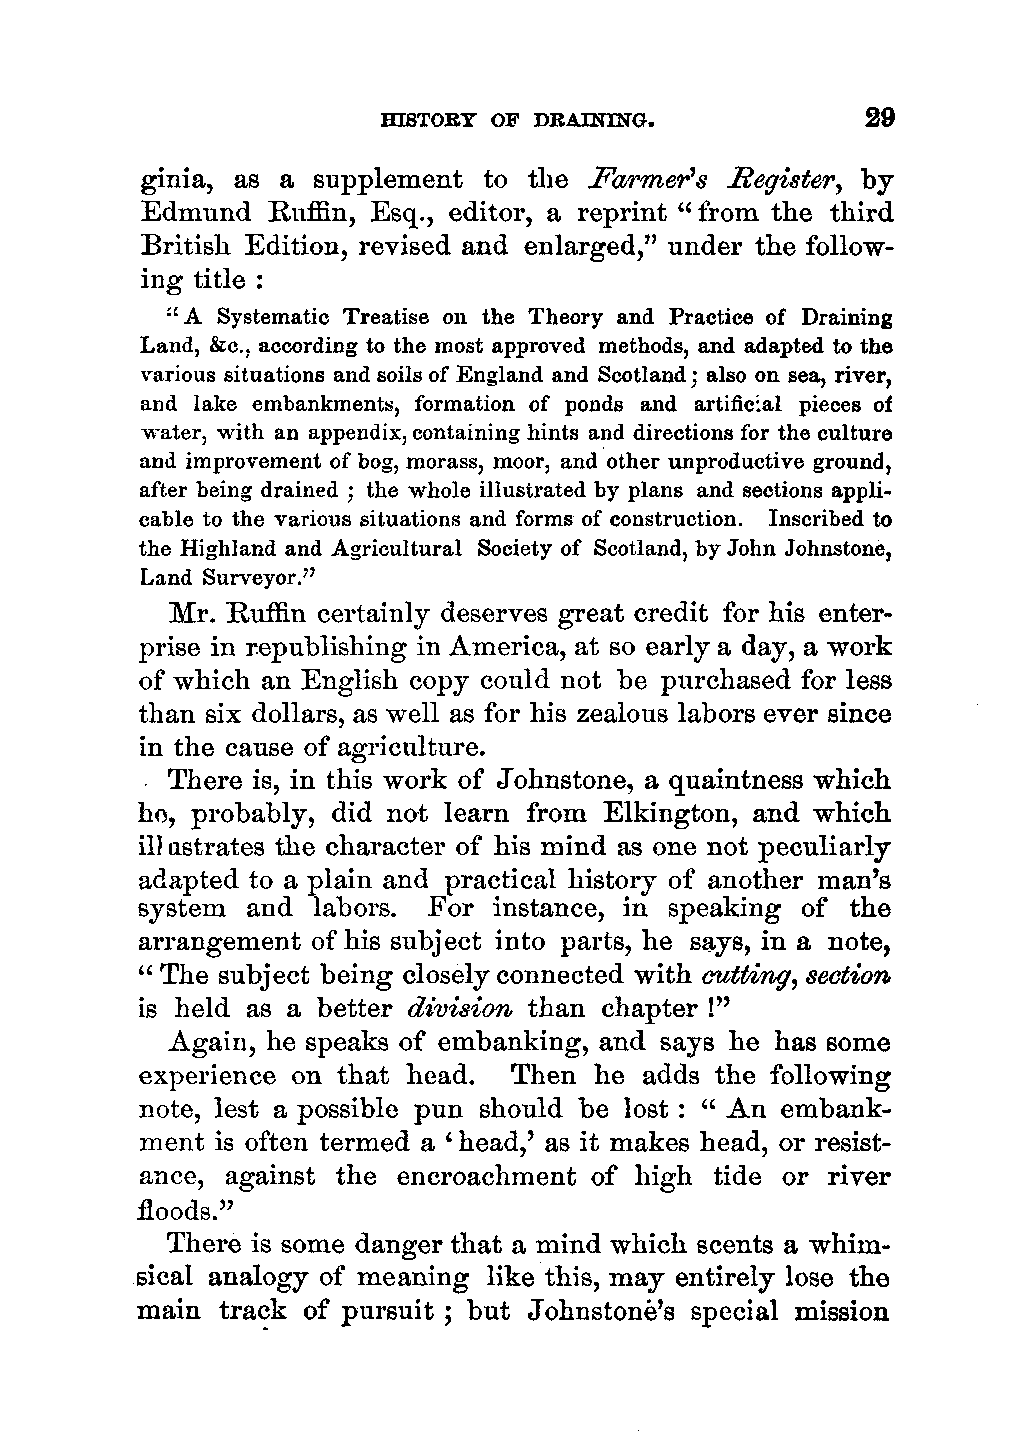 HISTORY OF DRAINING. 29
ginia, as a supplement to the Farmer's Register, by
Edmund Ruffin, Esq., editor, a reprint "from the third
British Edition, revised and enlarged," under the follow-
ing title :
"A Systematic Treatise on the Theory and Practice of Draining
Land, &c., according to the most approved methods, and adapted to the
various situations and soils of England and Scotland; also on sea, river,
and lake embankments, formation of ponds and artificial pieces of
water, with an appendix, containing hints and directions for the culture
and improvement of bog, morass, moor, and other unproductive ground,
after being drained ; the whole illustrated by plans and sections appli-
cable to the various situations and forms of construction. Inscribed to
the Highland and Agricultural Society of Scotland, by John Johnstone,
Land Surveyor."
Mr. Ruffin certainly deserves great credit for his enter-
prise in republishing in America, at so early a day, a work
of which an English copy could not be purchased for less
than six dollars, as well as for his zealous labors ever since
in the cause of agriculture.
There is, in this work of Johnstone, a quaintness which
he, probably, did not learn from Elkington, and which
illustrates the character of his mind as one not peculiarly
adapted to a plain and practical history of another man's
system and labors. For instance, in speaking of the
arrangement of his subject into parts, he says, in a note,
"The subject being closely connected with cutting, section
is held as a better division than chapter !"
Again, he speaks of embanking, and says he has some
experience on that head. Then he adds the following
note, lest a possible pun should be lost : " An embank-
ment is often termed a 'head,' as it makes head, or resist-
ance, against the encroachment of high tide or river
floods."
There is some danger that a mind which scents a whim-
sical analogy of meaning like this, may entirely lose the
main track of pursuit ; but Johnstone's special mission